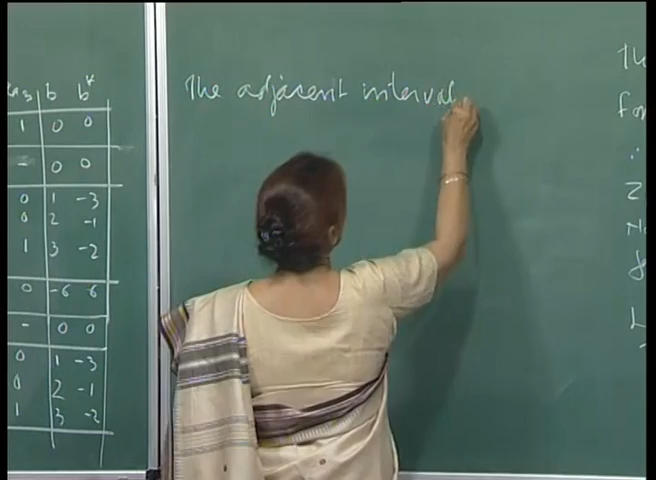 b b*
1 0 0
- 0 0
0 1 -3
0 2 -1
1 3 -2
0 -6 6
- 0 0
0 1 -3
0 2 -1
1 3 -2
The adjacent interval